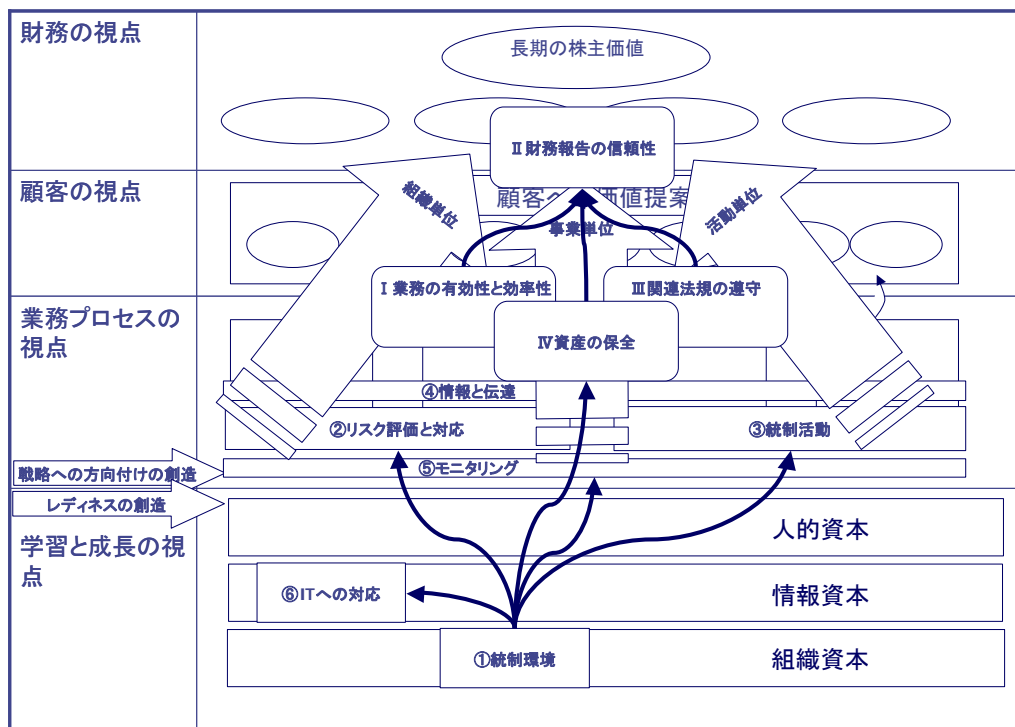 財務の視点
長期の株主価値
Ⅱ財務報告の信頼性
顧客の視点
顧客へ
価値提案
組織単位
事業単位
活動単位
Ⅰ業務の有効性と効率性
Ⅲ関連法規の遵守
業務プロセスの
視点
Ⅳ資産の保全
④情報と伝達
②リスク評価と対応
③統制活動
⑤モニタリング
戦略への方向付けの創造
レディネスの創造
学習と成長の視
点
人的資本
⑥ITへの対応
情報資本
①統制環境
組織資本